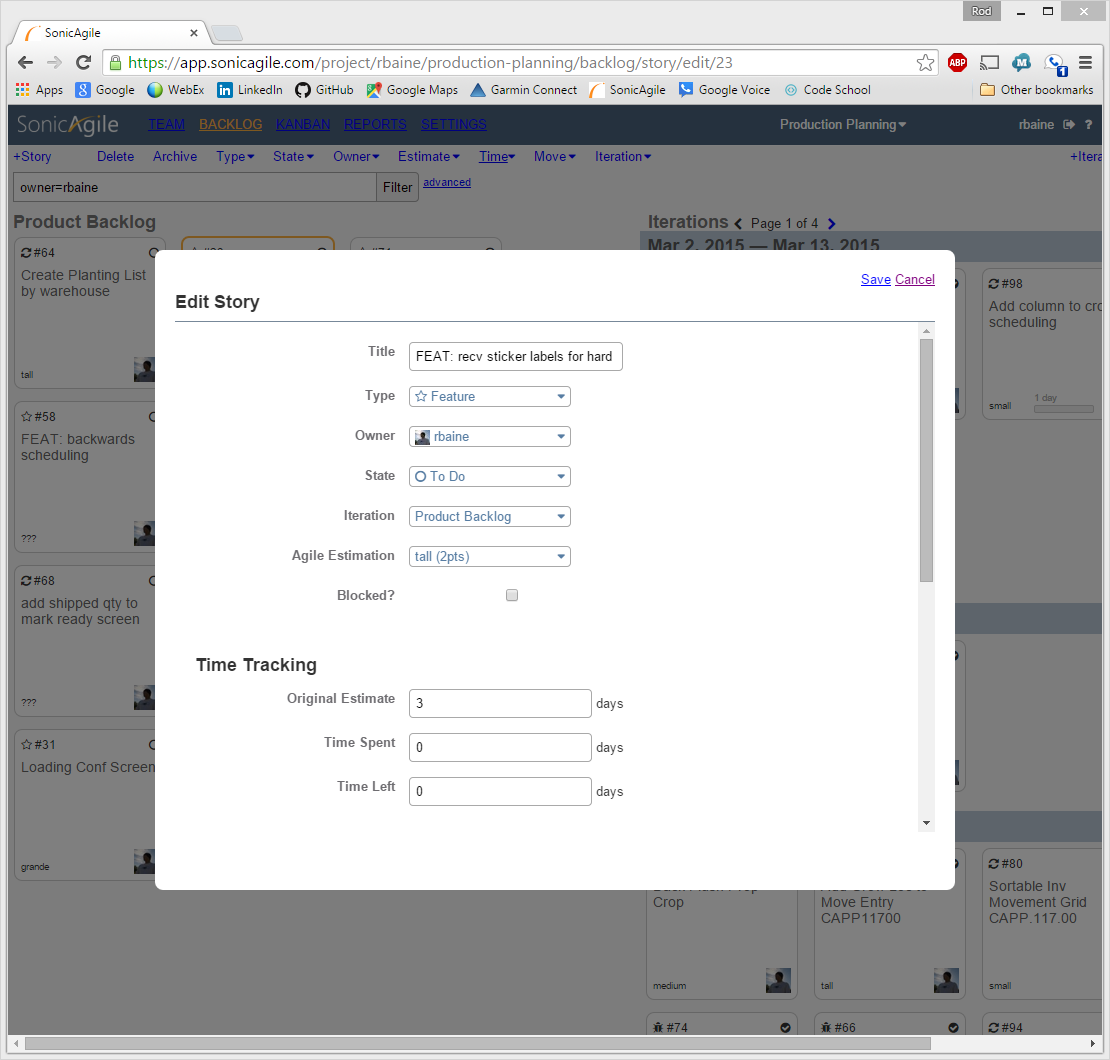 Rod
SonicAgile
https://app.sonicagile.com/project/rbaine/production-planning/backlog/story/edit/23
ABP
M
1
Apps Google WebEx LinkedIn GitHub Google Maps Garmin Connect SonicAgile Google Voice Code School Other bookmarks
SonicAgile TEAM BACKLOG KANBAN REPORTS SETTINGS Production Planning rbaine ?
+Story Delete Archive Type State Owner Estimate Time Move Iteration +Itera
owner=rbaine Filter advanced
Product Backlog
Iterations Page 1 of 4
Mar 2, 2015 — Mar 13, 2015
#64
Create Planting List
by warehouse
tall
#58
FEAT: backwards
scheduling
???
#68
add shipped qty to
mark ready screen
???
#31
Loading Conf Screen
grande
#98
Add column to cro
scheduling
small
1 day
Save Cancel
Edit Story
Title FEAT: recv sticker labels for hard
Type Feature
Owner rbaine
State To Do
Iteration Product Backlog
Agile Estimation tall (2pts)
Blocked?
Time Tracking
Original Estimate 3 days
Time Spent 0 days
Time Left 0 days
Crop
medium
Move Entry
CAPP11700
tall
#80
Sortable Inv
Movement Grid
CAPP.117.00
small
#74
#66
#94